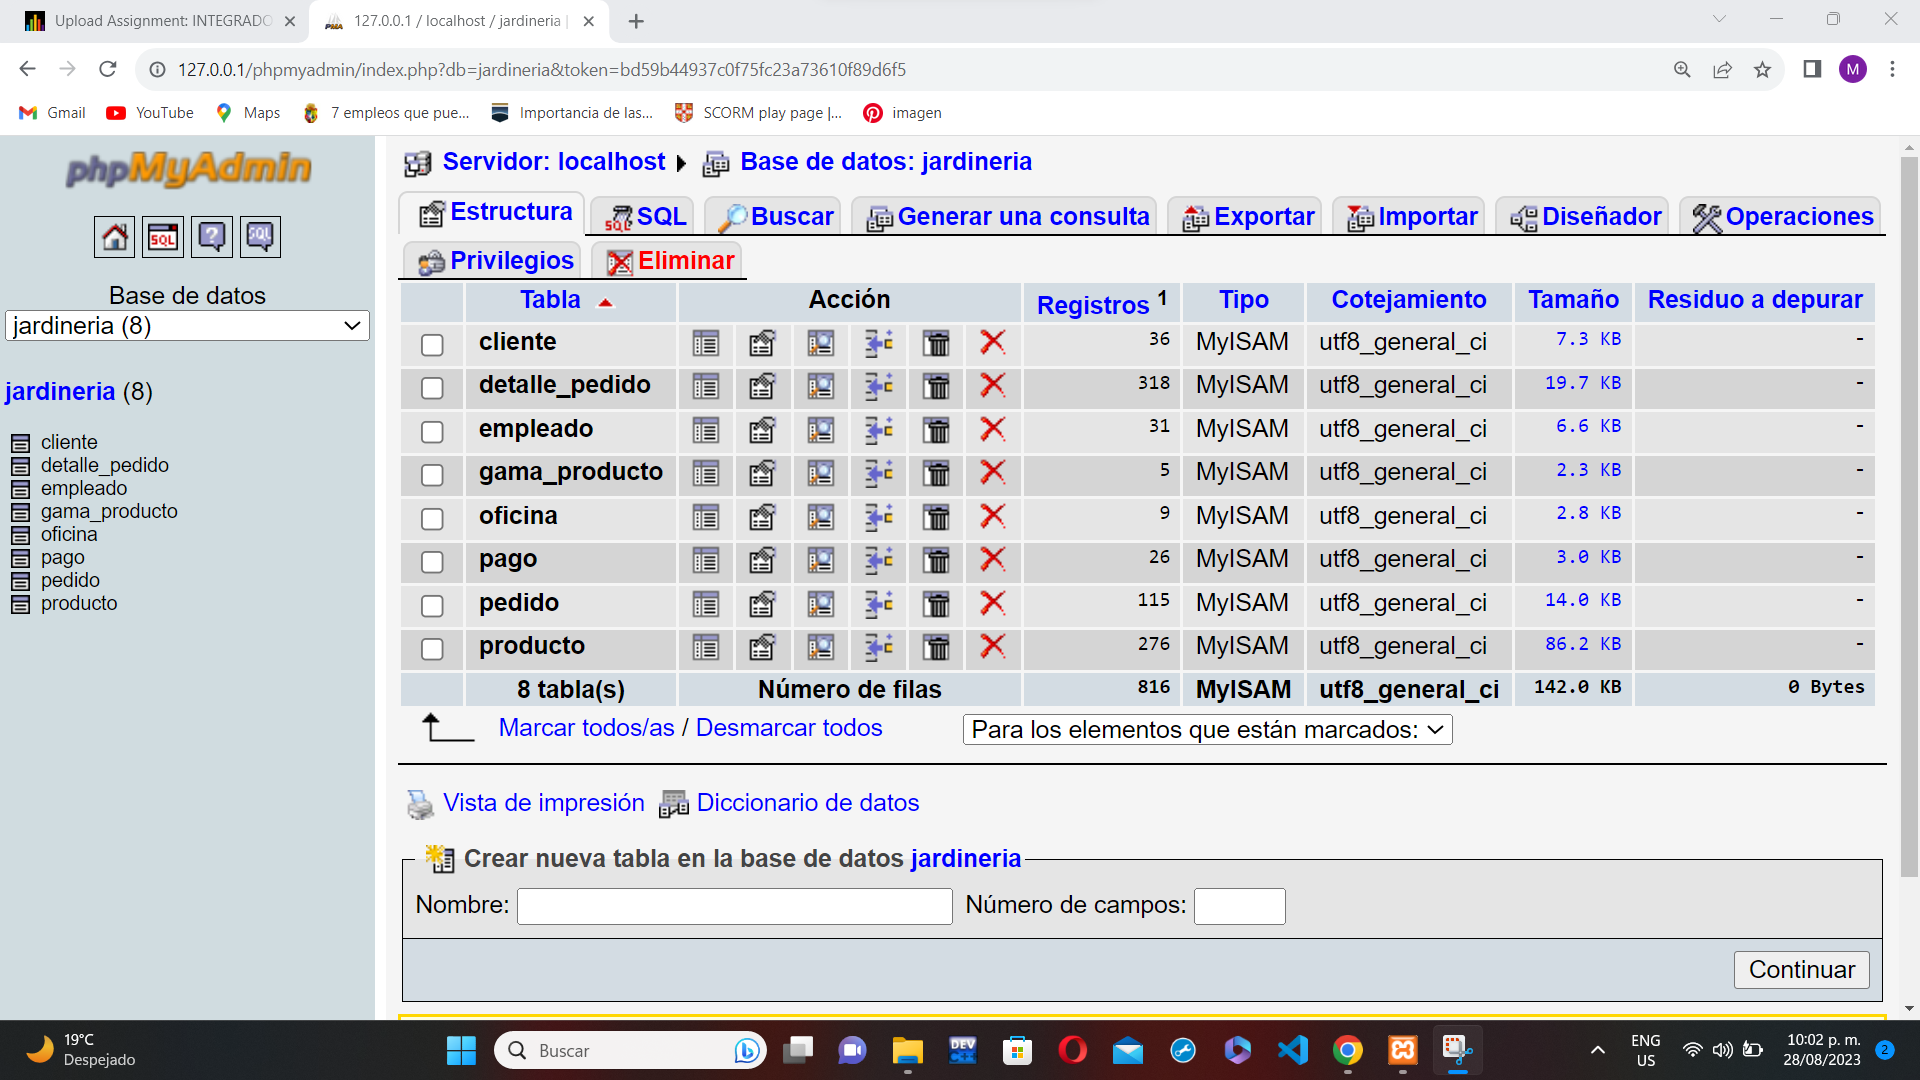 Upload Assignment: INTEGRADO
127.0.0.1 / localhost / jardineria |
127.0.0.1/phpmyadmin/index.php?db=jardineria&token=bd59b44937c0f75fc23a73610f89d6f5
M
Gmail YouTube Maps 7 empleos que pue... Importancia de las... SCORM play page |... imagen
phpMyAdmin
SQL ? SQL
Base de datos
jardineria (8)
jardineria (8)
cliente
detalle_pedido
empleado
gama_producto
oficina
pago
pedido
producto
Servidor: localhost Base de datos: jardineria
Estructura SQL Buscar Generar una consulta Exportar Importar Diseñador Operaciones
Privilegios Eliminar
Tabla Acción Registros 1 Tipo Cotejamiento Tamaño Residuo a depurar
cliente 36 MyISAM utf8_general_ci 7.3 KB -
detalle_pedido 318 MyISAM utf8_general_ci 19.7 KB -
empleado 31 MyISAM utf8_general_ci 6.6 KB -
gama_producto 5 MyISAM utf8_general_ci 2.3 KB -
oficina 9 MyISAM utf8_general_ci 2.8 KB -
pago 26 MyISAM utf8_general_ci 3.0 KB -
pedido 115 MyISAM utf8_general_ci 14.0 KB -
producto 276 MyISAM utf8_general_ci 86.2 KB -
8 tabla(s) Número de filas 816 MyISAM utf8_general_ci 142.0 KB 0 Bytes
Marcar todos/as / Desmarcar todos Para los elementos que están marcados:
Vista de impresión Diccionario de datos
Crear nueva tabla en la base de datos jardineria
Nombre: Número de campos:
Continuar
19°C
Despejado
Buscar
DEV
C++
ENG
US
10:02 p. m.
28/08/2023
2